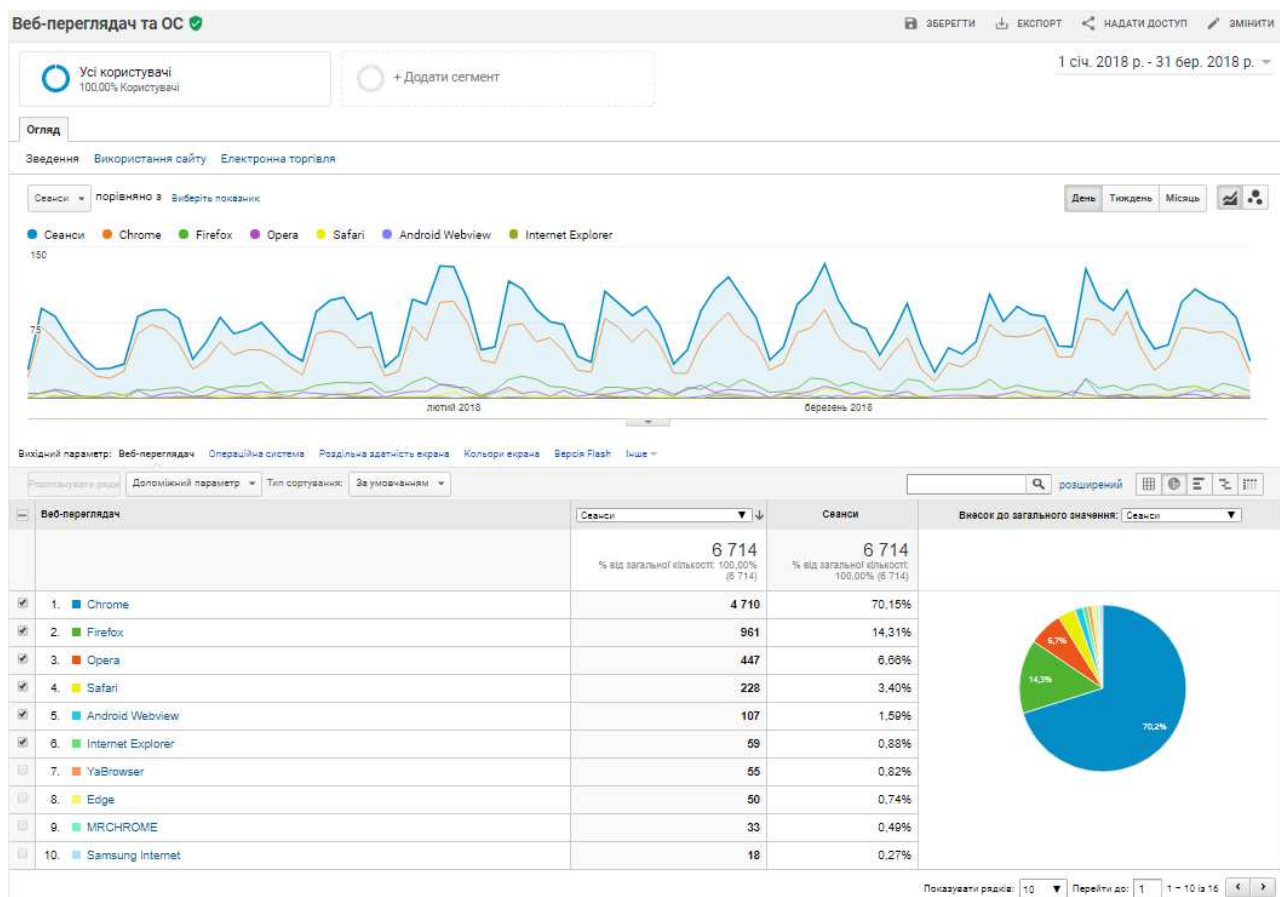 Веб-переглядач та ОС
ЗБЕРЕГТИ ЕКСПОРТ НАДАТИ ДОСТУП ЗМІНИТИ
Усі користувачі
100,00% Користувачі
+ Додати сегмент
1 січ. 2018 р. - 31 бер. 2018 р.
Огляд
Зведення Використання сайту Електронна торгівля
Сеанси порівняно з Виберіть показник
День Тиждень Місяць
Сеанси Chrome Firefox Opera Safari Android Webview Internet Explorer
150
75
лютий 2018 березень 2018
Вихідний параметр: Веб-переглядач Операційна система Роздільна здатність екрана Кольори екрана Версія Flash Інше
Розпланувати рядки Допоміжний параметр Тип сортування: За умовчанням розширений
Веб-переглядач Сеанси Сеанси Внесок до загального значення: Сеанси
6 714 6 714
% від загальної кількості: 100,00% (6 714) % від загальної кількості: 100,00% (6 714)
1. Chrome 4 710 70,15%
2. Firefox 961 14,31%
3. Opera 447 6,66%
4. Safari 228 3,40%
5. Android Webview 107 1,59%
6. Internet Explorer 59 0,88%
7. YaBrowser 55 0,82%
8. Edge 50 0,74%
9. MRCHROME 33 0,49%
10. Samsung Internet 18 0,27%
6,7%
14,3%
70,2%
Показувати рядків: 10 Перейти до: 1 1 – 10 із 16